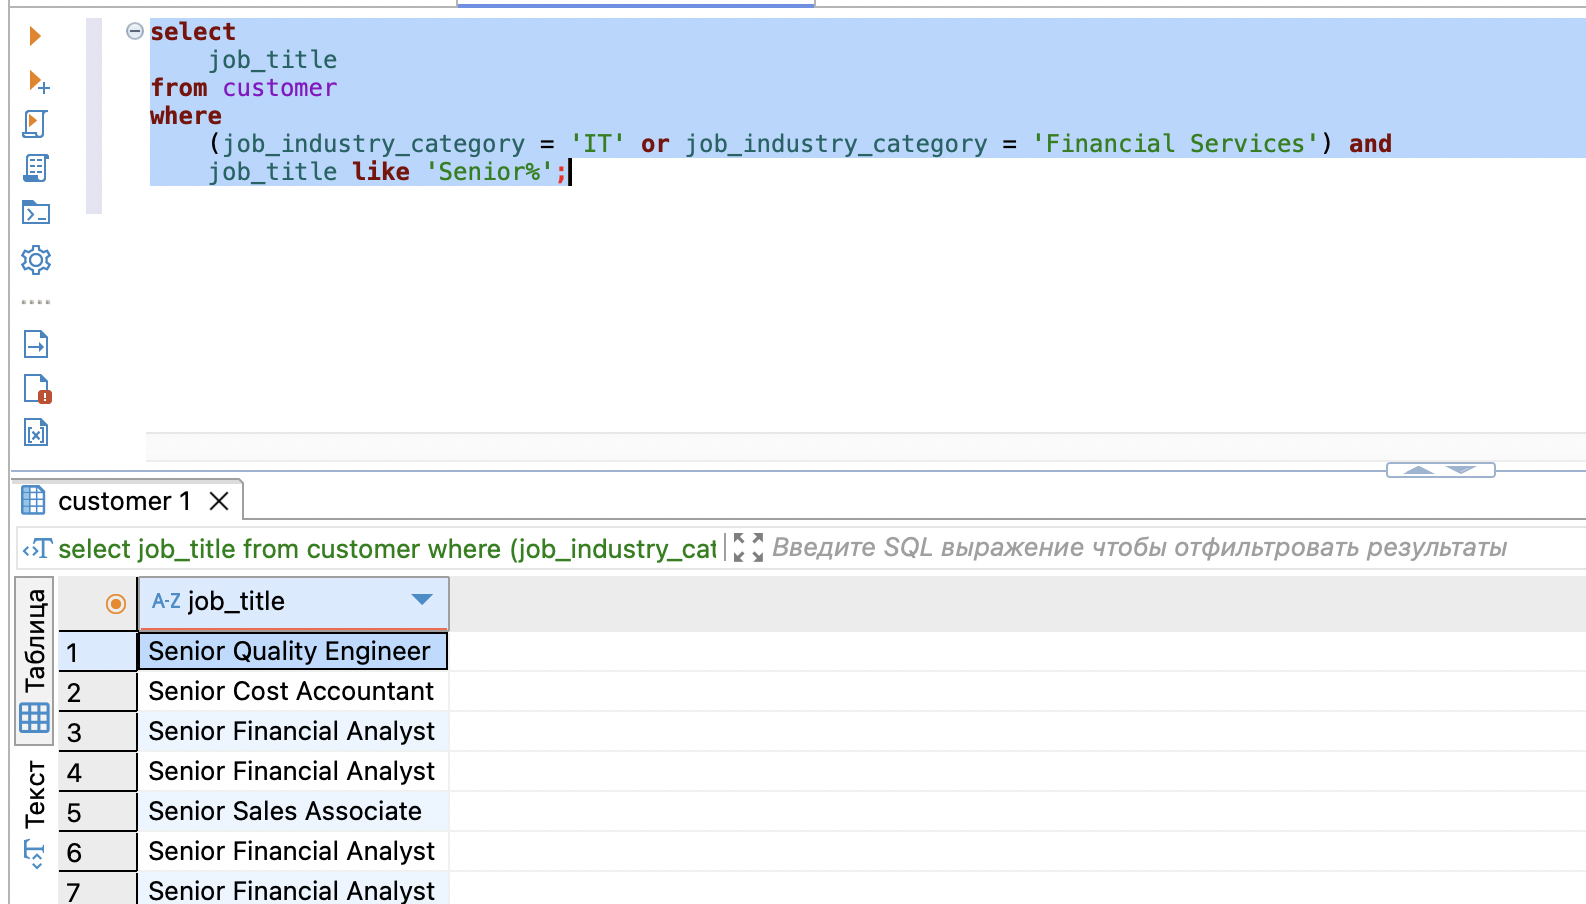 select
job_title
from customer
where
(job_industry_category = 'IT' or job_industry_category = 'Financial Services') and
job_title like 'Senior%';
customer 1
select job_title from customer where (job_industry_cat
Введите SQL выражение чтобы отфильтровать результаты
Таблица
Текст
A-Z job_title
1 Senior Quality Engineer
2 Senior Cost Accountant
3 Senior Financial Analyst
4 Senior Financial Analyst
5 Senior Sales Associate
6 Senior Financial Analyst
7 Senior Financial Analyst